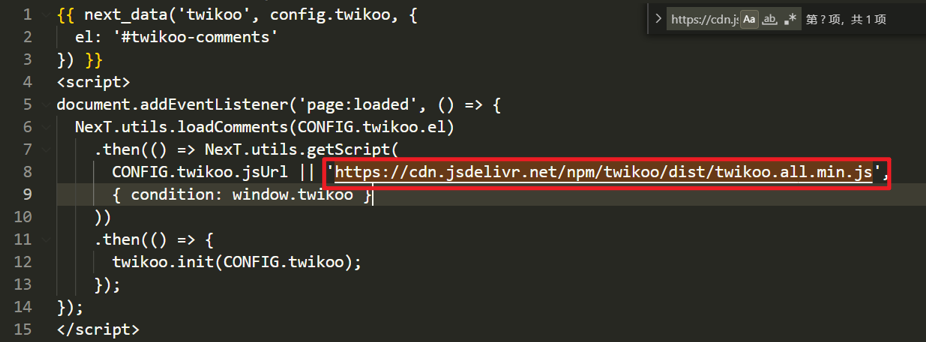 https://cdn.js Aa ab, .* 第 ? 项, 共 1 项
1 {{ next_data('twikoo', config.twikoo, {
2   el: '#twikoo-comments'
3 }) }}
4 <script>
5 document.addEventListener('page:loaded', () => {
6   NexT.utils.loadComments(CONFIG.twikoo.el)
7     .then(() => NexT.utils.getScript(
8       CONFIG.twikoo.jsUrl || 'https://cdn.jsdelivr.net/npm/twikoo/dist/twikoo.all.min.js',
9       { condition: window.twikoo }
10     ))
11     .then(() => {
12       twikoo.init(CONFIG.twikoo);
13     });
14 });
15 </script>